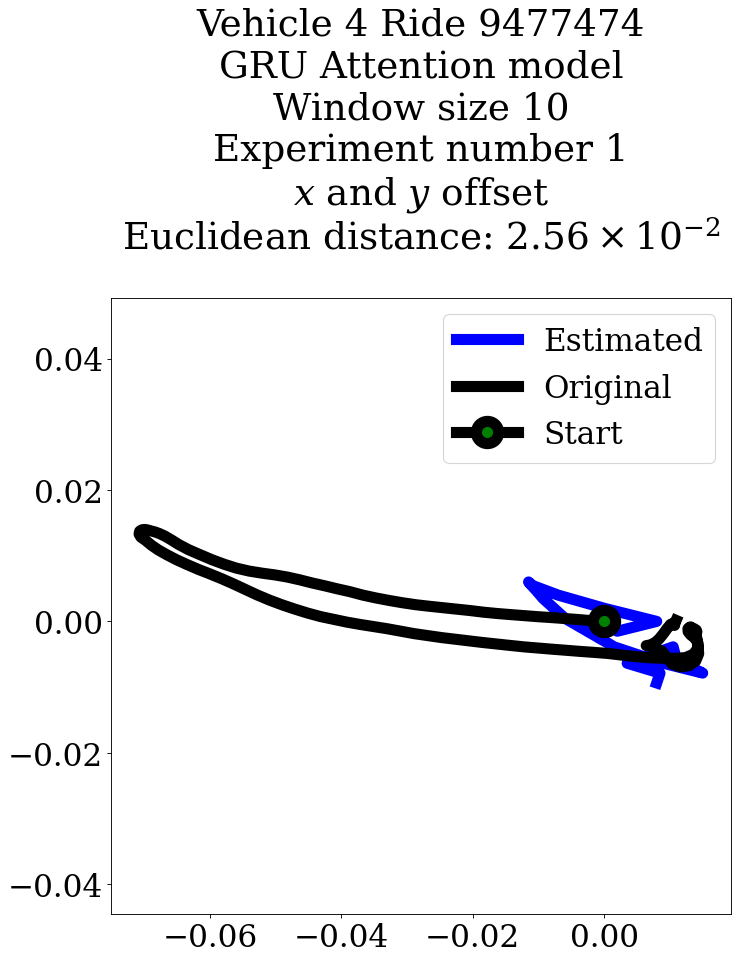 Vehicle 4 Ride 9477474
GRU Attention model
Window size 10
Experiment number 1
x and y offset
Euclidean distance: 2.56 × 10⁻²
Estimated
Original
Start
0.04
0.02
0.00
−0.02
−0.04
−0.06 −0.04 −0.02 0.00